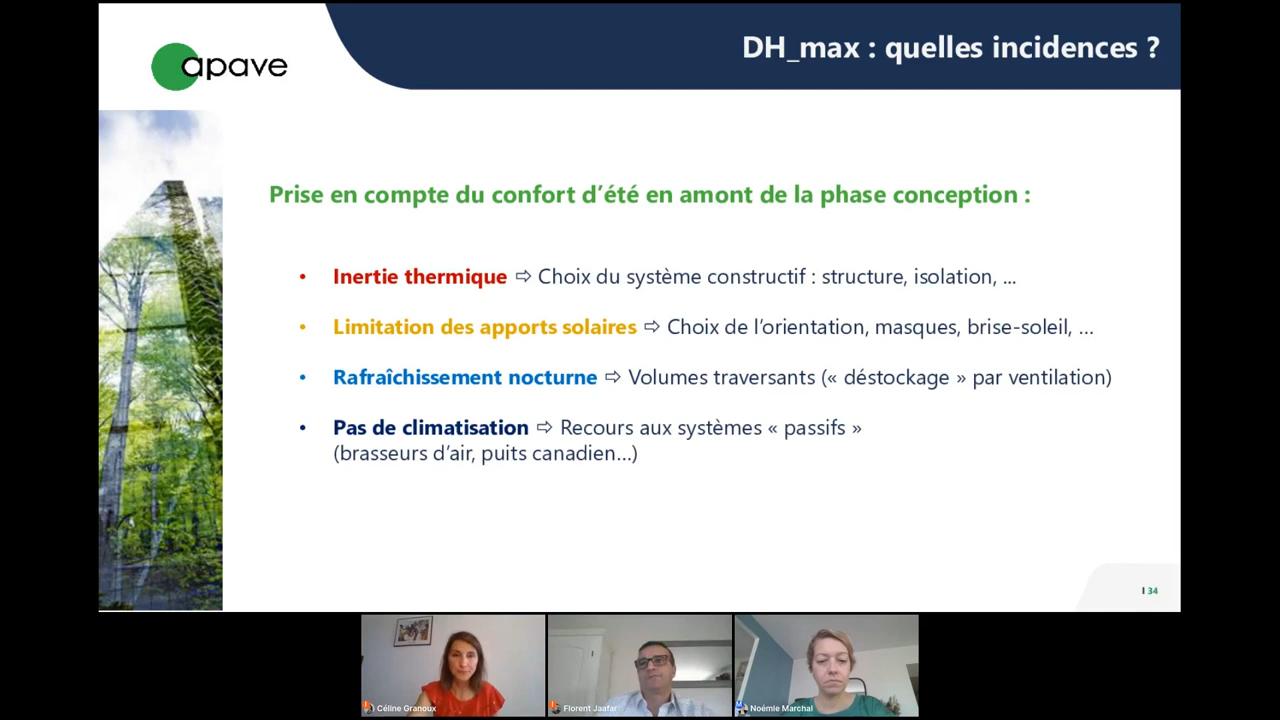 apave
DH_max : quelles incidences ?
Prise en compte du confort d’été en amont de la phase conception :
• Inertie thermique ⇨ Choix du système constructif : structure, isolation, ...
• Limitation des apports solaires ⇨ Choix de l’orientation, masques, brise-soleil, …
• Rafraîchissement nocturne ⇨ Volumes traversants (« déstockage » par ventilation)
• Pas de climatisation ⇨ Recours aux systèmes « passifs »
(brasseurs d’air, puits canadien…)
I 34
Céline Granoux
Florent Jaafar
Noémie Marchal